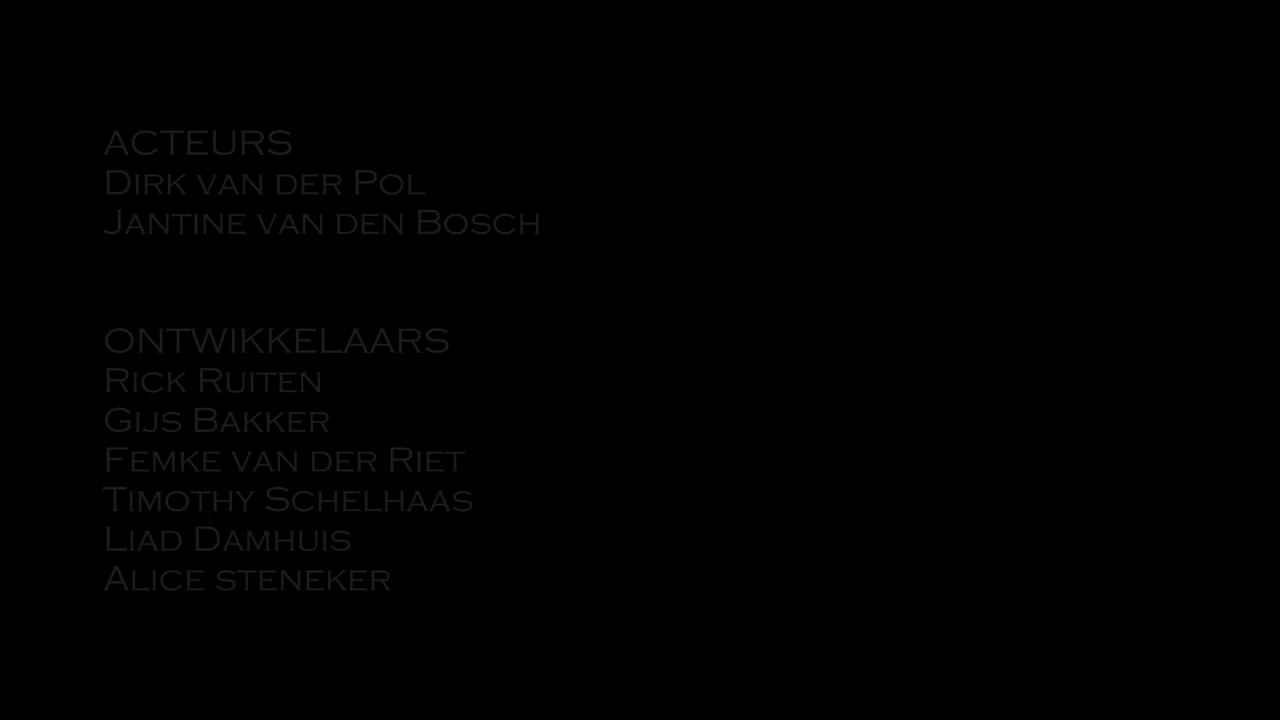 ACTEURS
Dirk van der Pol
Jantine van den Bosch
ONTWIKKELAARS
Rick Ruiten
Gijs Bakker
Femke van der Riet
Timothy Schelhaas
Liad Damhuis
Alice steneker